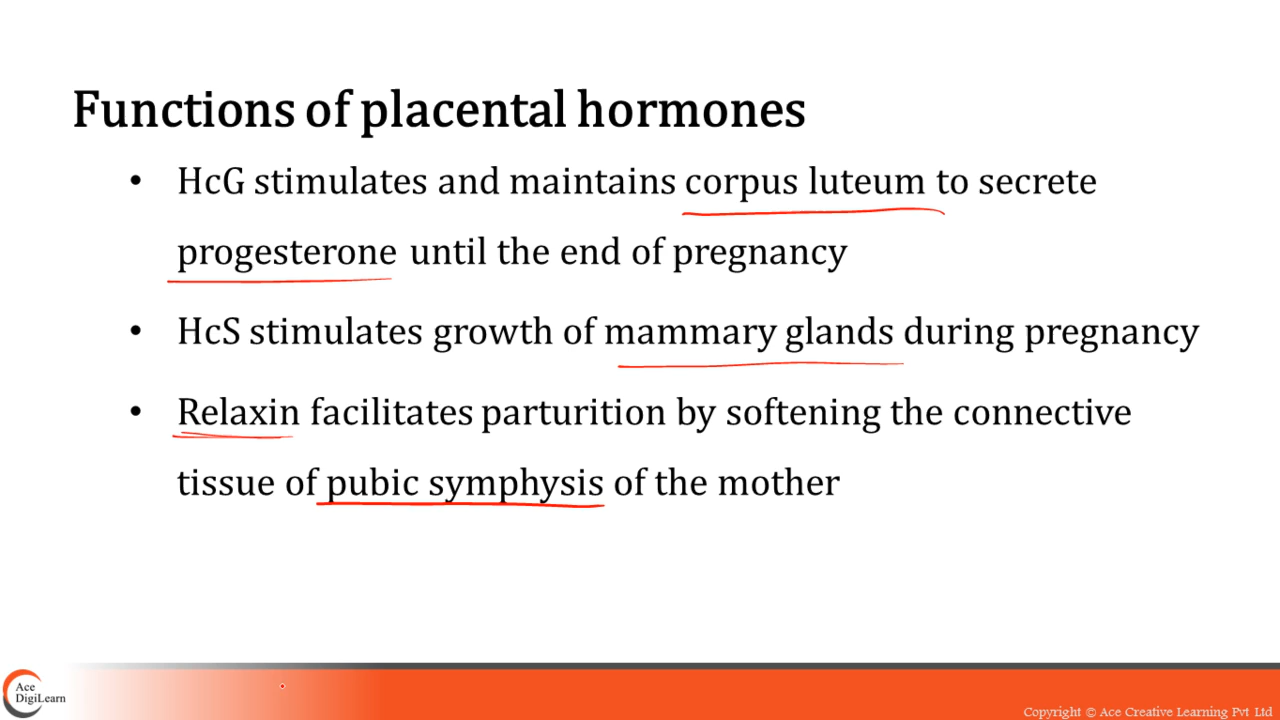 Functions of placental hormones
• HcG stimulates and maintains corpus luteum to secrete
progesterone until the end of pregnancy
• HcS stimulates growth of mammary glands during pregnancy
• Relaxin facilitates parturition by softening the connective
tissue of pubic symphysis of the mother
Ace
DigiLearn
Copyright © Ace Creative Learning Pvt Ltd